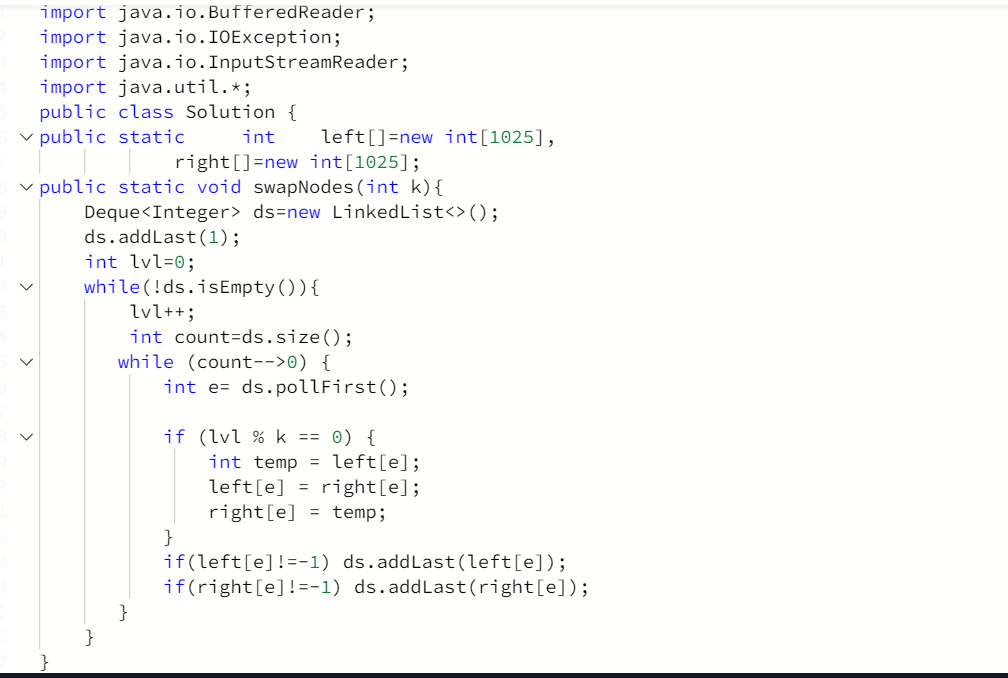 import java.io.BufferedReader;
import java.io.IOException;
import java.io.InputStreamReader;
import java.util.*;
public class Solution {
public static     int    left[]=new int[1025],
            right[]=new int[1025];
public static void swapNodes(int k){
    Deque<Integer> ds=new LinkedList<>();
    ds.addLast(1);
    int lvl=0;
    while(!ds.isEmpty()){
        lvl++;
        int count=ds.size();
       while (count-->0) {
           int e= ds.pollFirst();
           if (lvl % k == 0) {
               int temp = left[e];
               left[e] = right[e];
               right[e] = temp;
           }
           if(left[e]!=-1) ds.addLast(left[e]);
           if(right[e]!=-1) ds.addLast(right[e]);
       }
    }
}